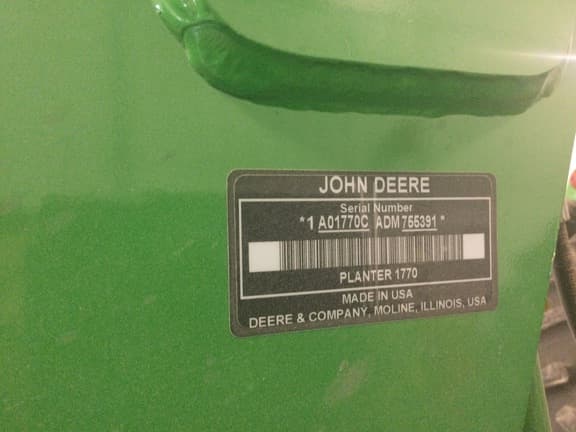 JOHN DEERE
Serial Number
*1 A01770C ADM 755391 *
PLANTER 1770
MADE IN USA
DEERE & COMPANY, MOLINE, ILLINOIS, USA